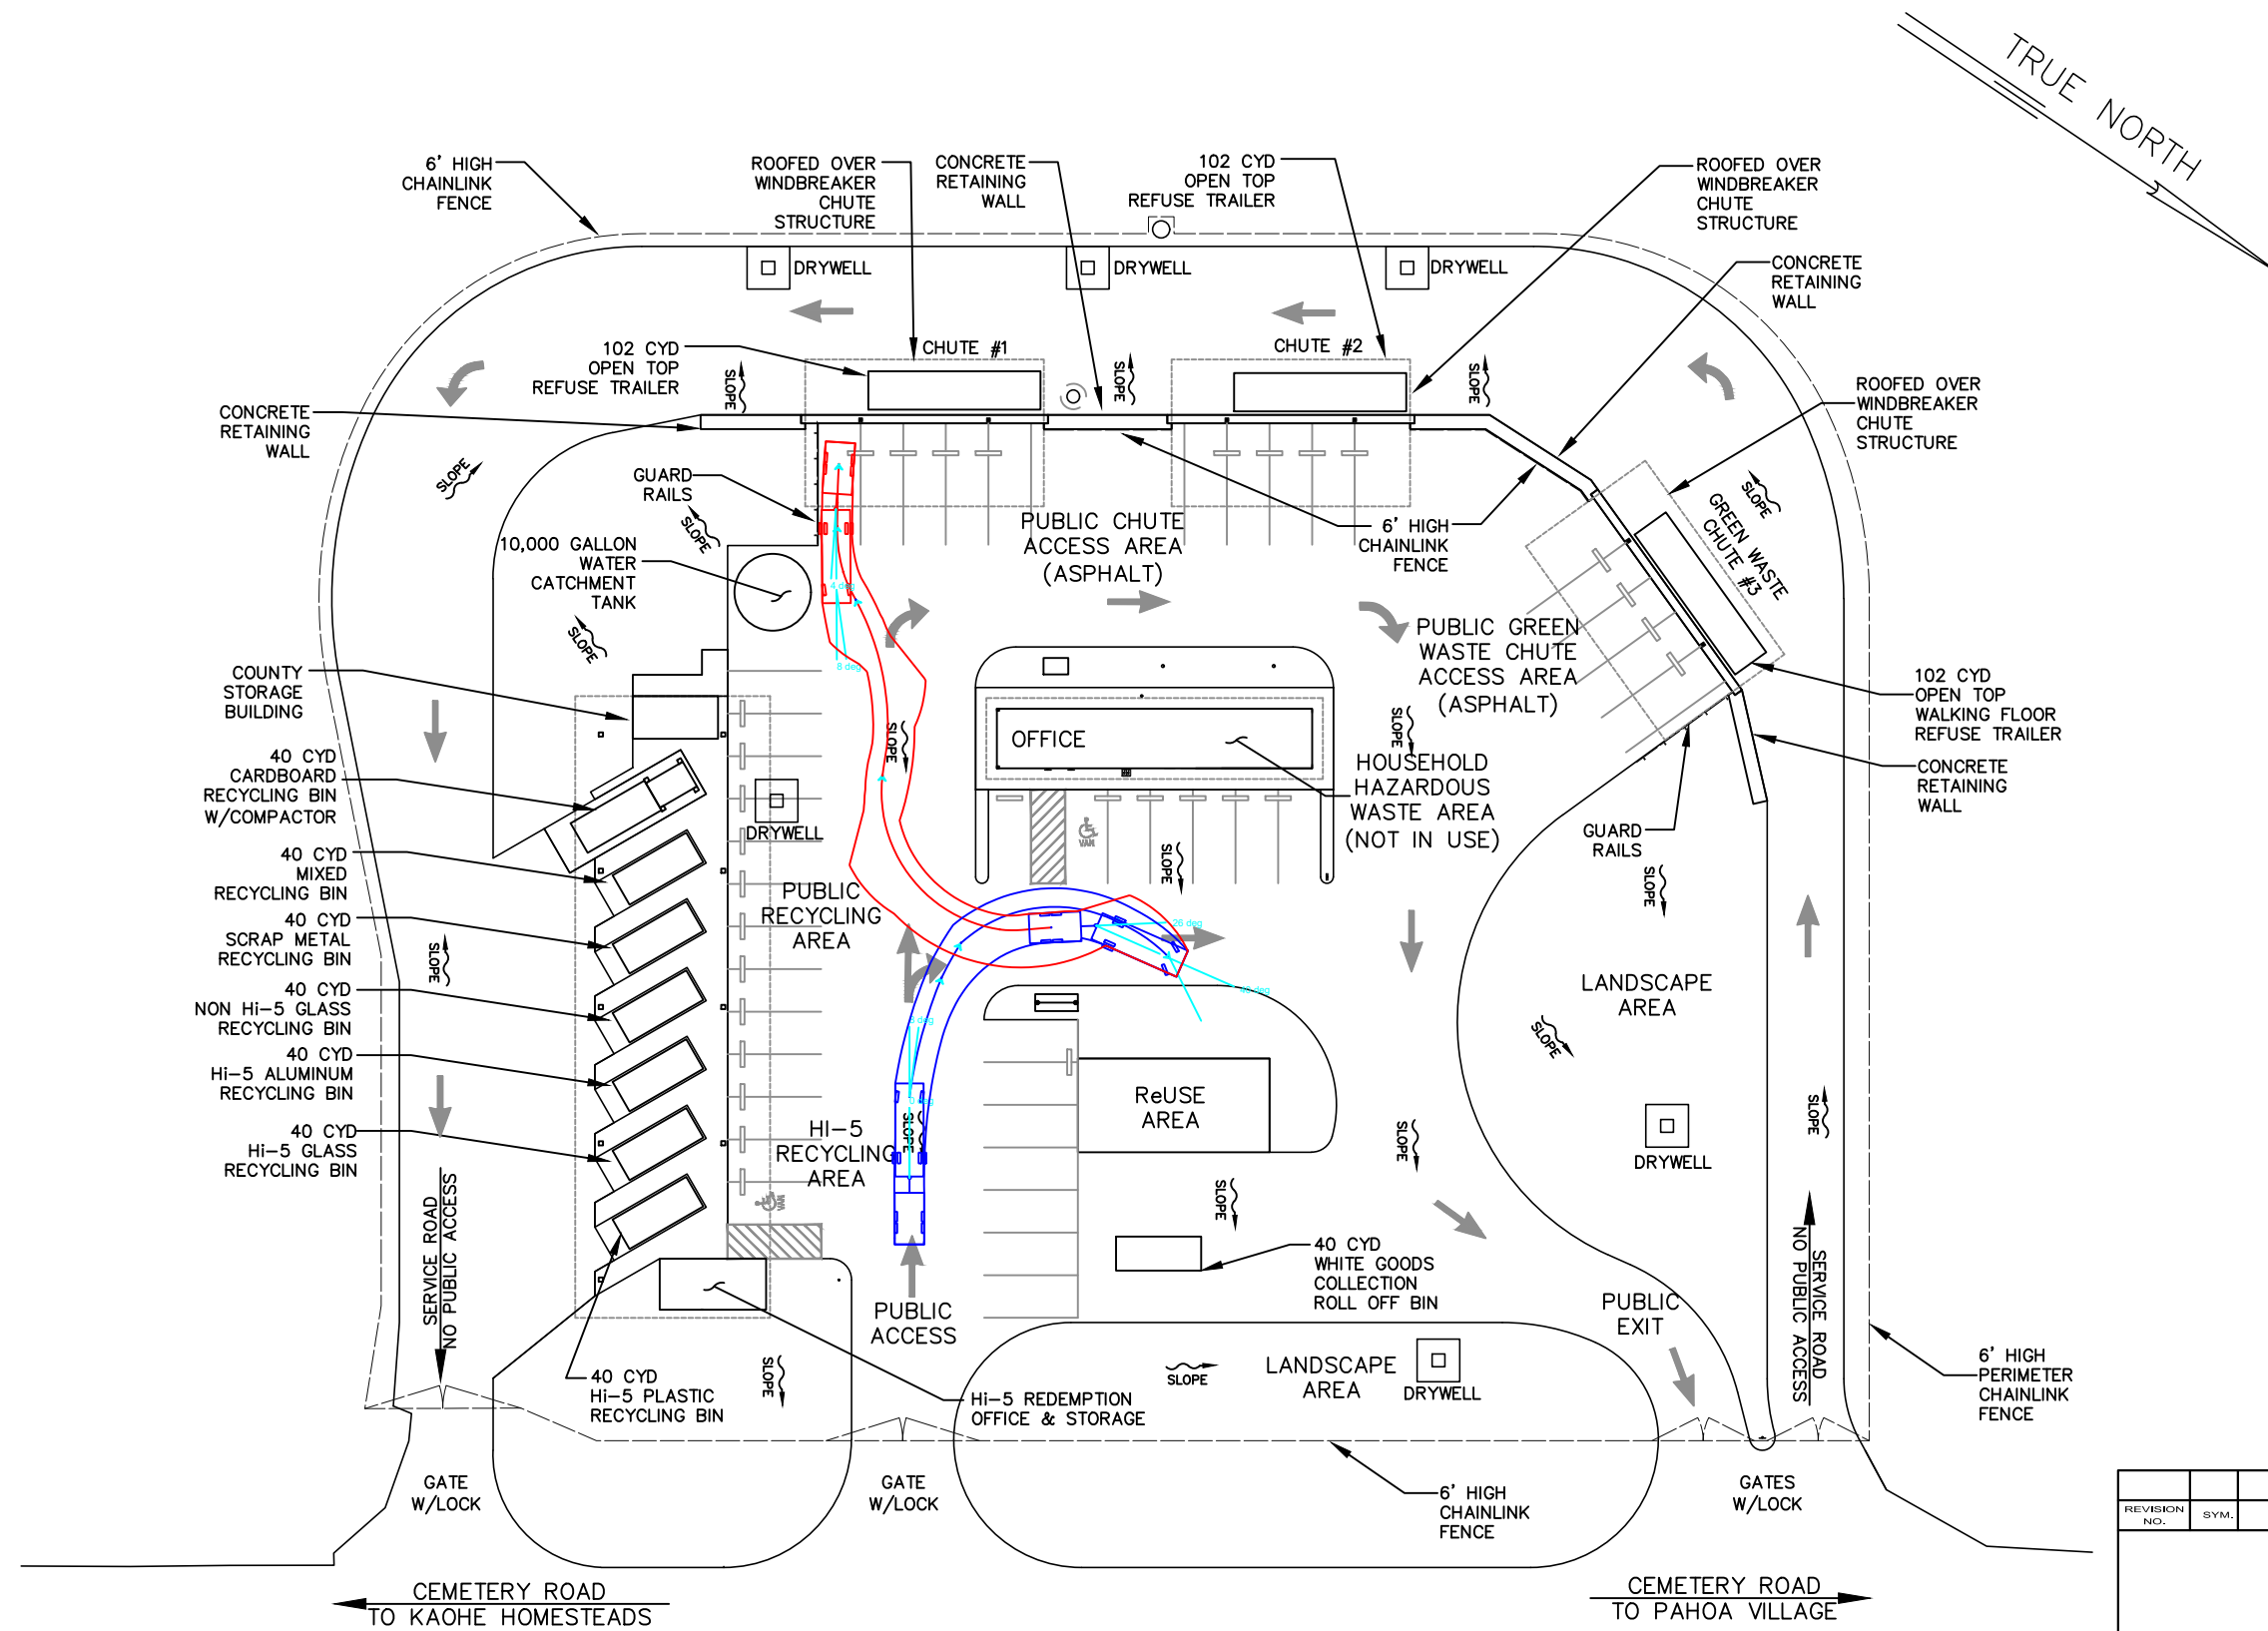 TRUE NORTH
6' HIGH
CHAINLINK
FENCE
ROOFED OVER
WINDBREAKER
CHUTE
STRUCTURE
CONCRETE
RETAINING
WALL
102 CYD
OPEN TOP
REFUSE TRAILER
ROOFED OVER
WINDBREAKER
CHUTE
STRUCTURE
DRYWELL
DRYWELL
DRYWELL
CONCRETE
RETAINING
WALL
102 CYD
OPEN TOP
REFUSE TRAILER
CHUTE #1
CHUTE #2
SLOPE
SLOPE
SLOPE
ROOFED OVER
WINDBREAKER
CHUTE
STRUCTURE
CONCRETE
RETAINING
WALL
SLOPE
GUARD
RAILS
SLOPE
GREEN WASTE
CHUTE #3
SLOPE
PUBLIC CHUTE
ACCESS AREA
(ASPHALT)
6' HIGH
CHAINLINK
FENCE
10,000 GALLON
WATER
CATCHMENT
TANK
SLOPE
4 deg
8 deg
PUBLIC GREEN
WASTE CHUTE
ACCESS AREA
(ASPHALT)
COUNTY
STORAGE
BUILDING
102 CYD
OPEN TOP
WALKING FLOOR
REFUSE TRAILER
SLOPE
OFFICE
SLOPE
HOUSEHOLD
HAZARDOUS
WASTE AREA
(NOT IN USE)
40 CYD
CARDBOARD
RECYCLING BIN
W/COMPACTOR
CONCRETE
RETAINING
WALL
DRYWELL
VAN
GUARD
RAILS
SLOPE
SLOPE
40 CYD
MIXED
RECYCLING BIN
PUBLIC
RECYCLING
AREA
26 deg
40 CYD
SCRAP METAL
RECYCLING BIN
SLOPE
LANDSCAPE
AREA
40 CYD
NON Hi-5 GLASS
RECYCLING BIN
5 deg
SLOPE
40 CYD
Hi-5 ALUMINUM
RECYCLING BIN
ReUSE
AREA
0 deg
SLOPE
SLOPE
40 CYD
Hi-5 GLASS
RECYCLING BIN
HI-5
RECYCLING
AREA
SLOPE
DRYWELL
VAN
SLOPE
SERVICE ROAD
NO PUBLIC ACCESS
40 CYD
WHITE GOODS
COLLECTION
ROLL OFF BIN
SERVICE ROAD
NO PUBLIC ACCESS
PUBLIC
ACCESS
PUBLIC
EXIT
40 CYD
Hi-5 PLASTIC
RECYCLING BIN
SLOPE
Hi-5 REDEMPTION
OFFICE & STORAGE
SLOPE
LANDSCAPE
AREA
DRYWELL
6' HIGH
PERIMETER
CHAINLINK
FENCE
GATE
W/LOCK
GATE
W/LOCK
6' HIGH
CHAINLINK
FENCE
GATES
W/LOCK
REVISION
NO.
SYM.
CEMETERY ROAD
TO KAOHE HOMESTEADS
CEMETERY ROAD
TO PAHOA VILLAGE